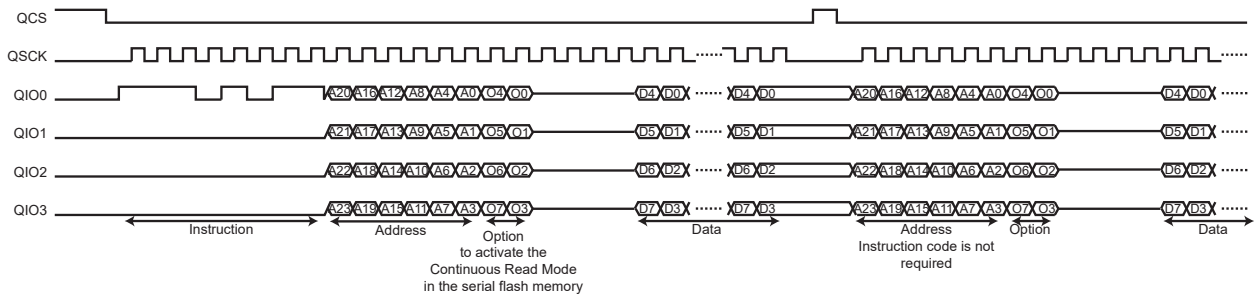 QCS
QSCK ...... ......
QIO0 A20 A16 A12 A8 A4 A0 O4 O0 D4 D0 ...... D4 D0 A20 A16 A12 A8 A4 A0 O4 O0 D4 D0 ......
QIO1 A21 A17 A13 A9 A5 A1 O5 O1 D5 D1 ...... D5 D1 A21 A17 A13 A9 A5 A1 O5 O1 D5 D1 ......
QIO2 A22 A18 A14 A10 A6 A2 O6 O2 D6 D2 ...... D6 D2 A22 A18 A14 A10 A6 A2 O6 O2 D6 D2 ......
QIO3 A23 A19 A15 A11 A7 A3 O7 O3 D7 D3 ...... D7 D3 A23 A19 A15 A11 A7 A3 O7 O3 D7 D3 ......
Instruction Address Option Data Address Option Data
to activate the Instruction code is not
Continuous Read Mode required
in the serial flash memory